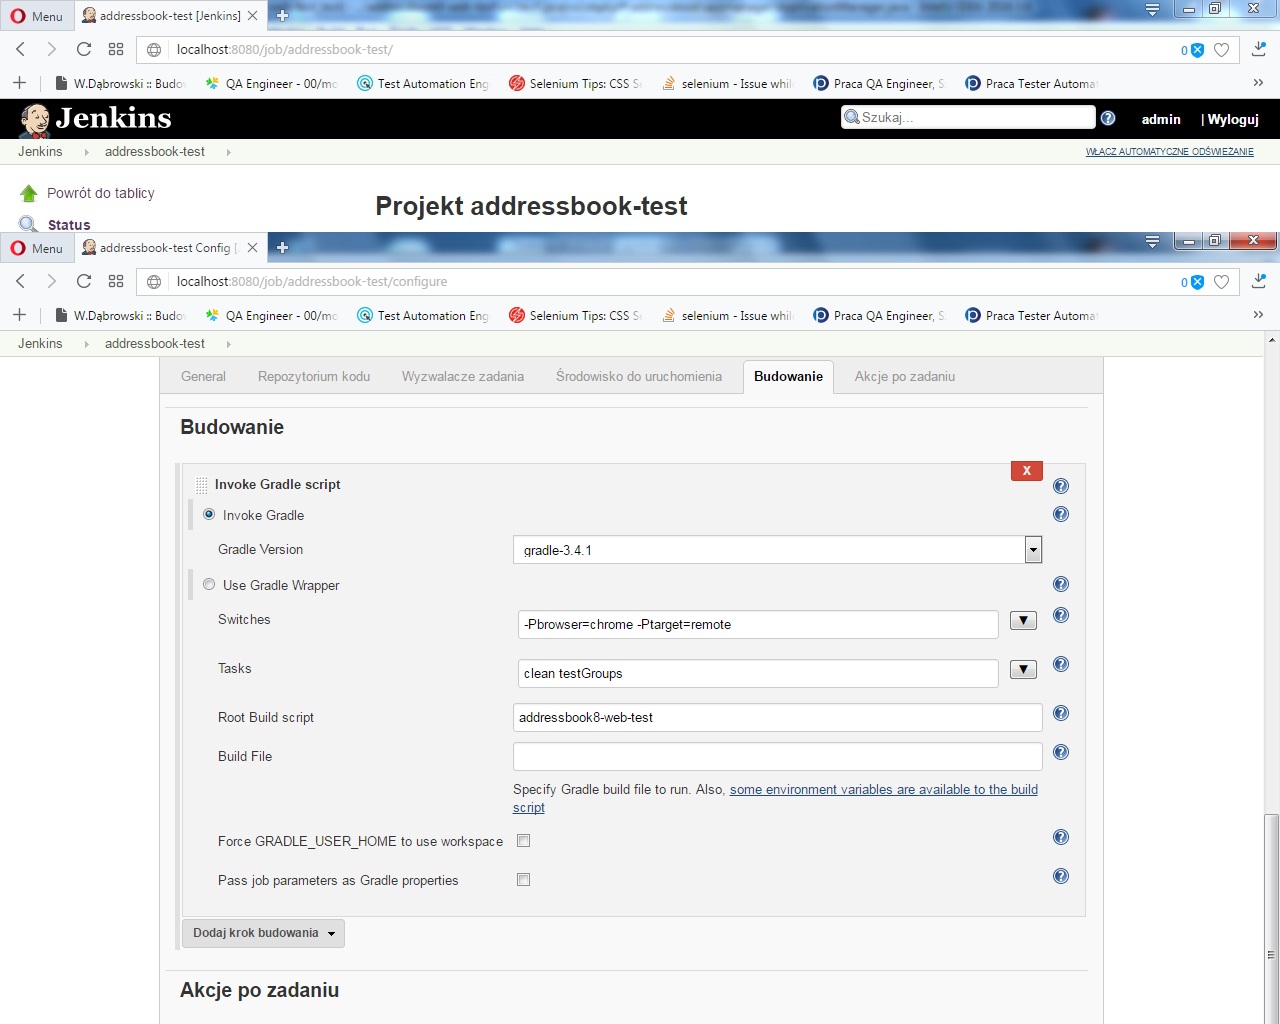 Menu addressbook-test [Jenkins]
localhost:8080/job/addressbook-test/ 0
W.Dąbrowski :: Budo QA Engineer - 00/mo Test Automation Eng Selenium Tips: CSS S selenium - Issue while Praca QA Engineer, S Praca Tester Automat
Jenkins Szukaj... admin | Wyloguj
Jenkins addressbook-test WŁĄCZ AUTOMATYCZNE ODŚWIEŻANIE
Powrót do tablicy
Projekt addressbook-test
Status
Menu addressbook-test Config [
localhost:8080/job/addressbook-test/configure 0
W.Dąbrowski :: Budo QA Engineer - 00/mo Test Automation Eng Selenium Tips: CSS S selenium - Issue while Praca QA Engineer, S Praca Tester Automat
Jenkins addressbook-test
General Repozytorium kodu Wyzwalacze zadania Środowisko do uruchomienia Budowanie Akcje po zadaniu
Budowanie
X
Invoke Gradle script
Invoke Gradle
Gradle Version gradle-3.4.1
Use Gradle Wrapper
Switches -Pbrowser=chrome -Ptarget=remote
Tasks clean testGroups
Root Build script addressbook8-web-test
Build File
Specify Gradle build file to run. Also, some environment variables are available to the build
script
Force GRADLE_USER_HOME to use workspace
Pass job parameters as Gradle properties
Dodaj krok budowania
Akcje po zadaniu